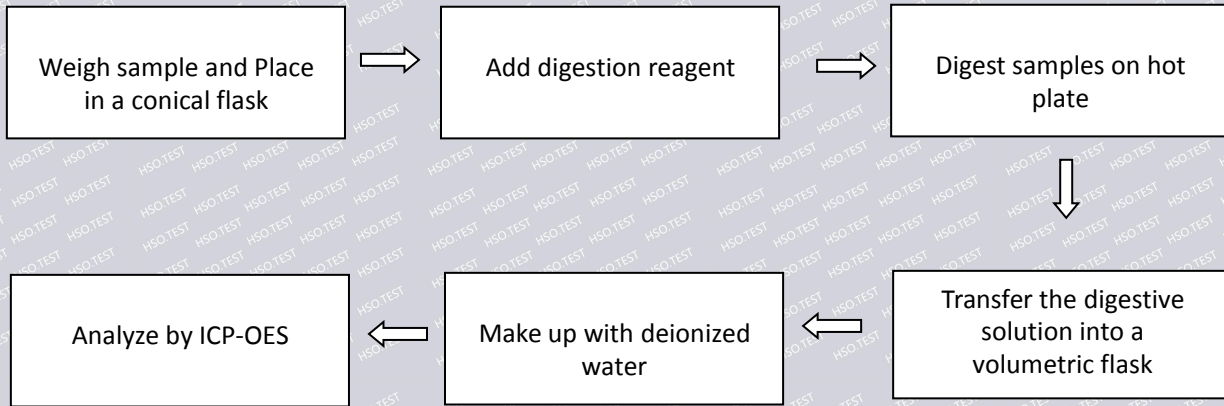 Weigh sample and Place
in a conical flask
Add digestion reagent
Digest samples on hot
plate
Transfer the digestive
solution into a
volumetric flask
Make up with deionized
water
Analyze by ICP-OES
HSO.TEST